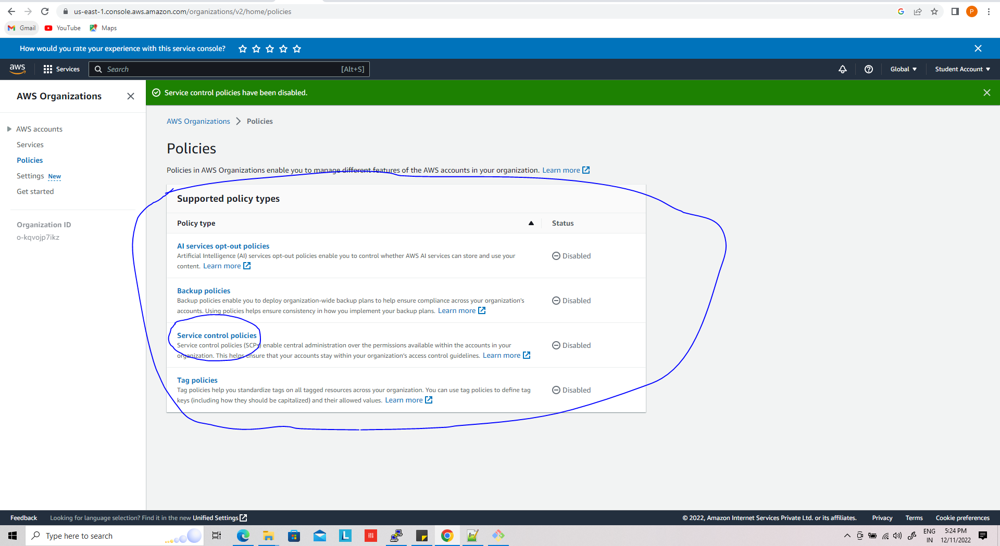 us-east-1.console.aws.amazon.com/organizations/v2/home/policies
P
Gmail YouTube Maps
How would you rate your experience with this service console?
aws Services Search [Alt+S] Global Student Account
AWS Organizations
Service control policies have been disabled.
AWS accounts
Services
Policies
Settings New
Get started
Organization ID
o-kqvojp7ikz
AWS Organizations Policies
Policies
Policies in AWS Organizations enable you to manage different features of the AWS accounts in your organization. Learn more
Supported policy types
Policy type Status
AI services opt-out policies
Artificial Intelligence (AI) services opt-out policies enable you to control whether AWS AI services can store and use your
content. Learn more
Disabled
Backup policies
Backup policies enable you to deploy organization-wide backup plans to help ensure compliance across your organization's
accounts. Using policies helps ensure consistency in how you implement your backup plans. Learn more
Disabled
Service control policies
Service control policies (SCPs) enable central administration over the permissions available within the accounts in your
organization. This helps ensure that your accounts stay within your organization's access control guidelines. Learn more
Disabled
Tag policies
Tag policies help you standardize tags on all tagged resources across your organization. You can use tag policies to define tag
keys (including how they should be capitalized) and their allowed values. Learn more
Disabled
Feedback Looking for language selection? Find it in the new Unified Settings © 2022, Amazon Internet Services Private Ltd. or its affiliates. Privacy Terms Cookie preferences
Type here to search
L
ENG
IN
5:24 PM
12/11/2022